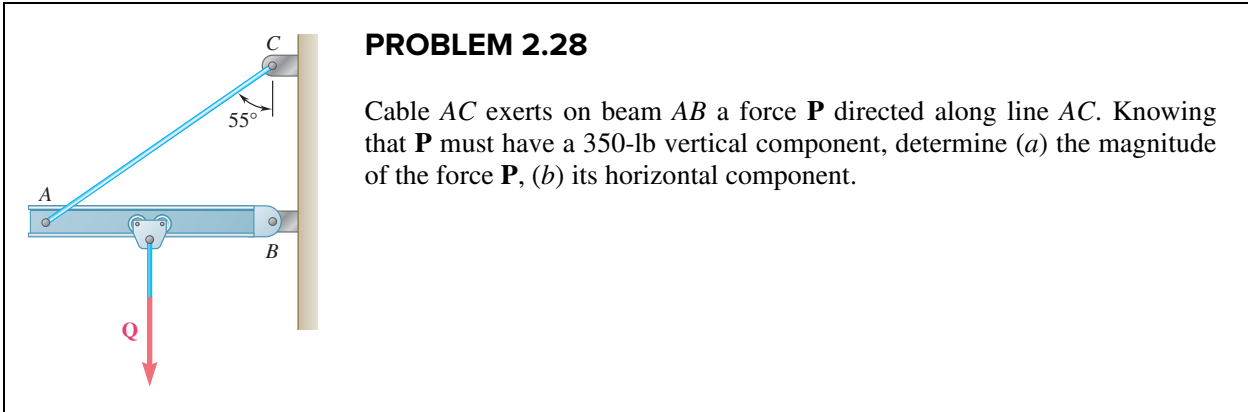 PROBLEM 2.28
Cable AC exerts on beam AB a force P directed along line AC. Knowing
that P must have a 350-lb vertical component, determine (a) the magnitude
of the force P, (b) its horizontal component.
C
55°
A
B
Q